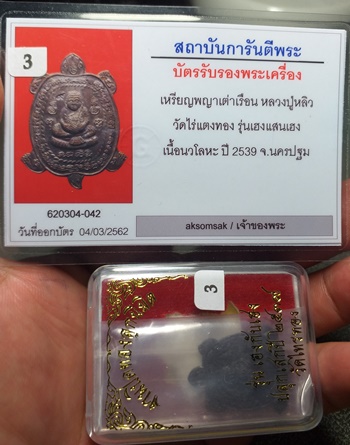 3
สถาบันการันตีพระ
บัตรรับรองพระเครื่อง
เหรียญพญาเต่าเรือน หลวงปู่หลิว
วัดไร่แตงทอง รุ่นเฮงแสนเฮง
เนื้อนวโลหะ ปี 2539 จ.นครปฐม
620304-042
วันที่ออกบัตร 04/03/2562
aksomsak / เจ้าของพระ
3